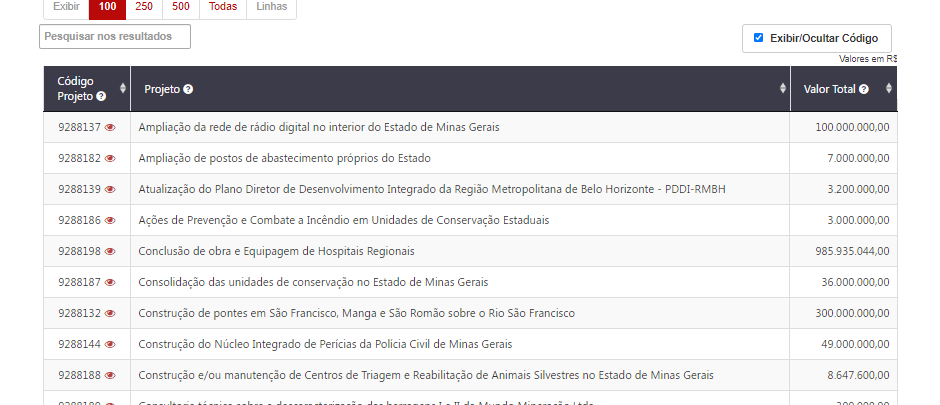 Exibir 100 250 500 Todas Linhas
Pesquisar nos resultados
Exibir/Ocultar Código
Valores em R$
Código Projeto Projeto Valor Total
9288137 Ampliação da rede de rádio digital no interior do Estado de Minas Gerais 100.000.000,00
9288182 Ampliação de postos de abastecimento próprios do Estado 7.000.000,00
9288139 Atualização do Plano Diretor de Desenvolvimento Integrado da Região Metropolitana de Belo Horizonte - PDDI-RMBH 3.200.000,00
9288186 Ações de Prevenção e Combate a Incêndio em Unidades de Conservação Estaduais 3.000.000,00
9288198 Conclusão de obra e Equipagem de Hospitais Regionais 985.935.044,00
9288187 Consolidação das unidades de conservação no Estado de Minas Gerais 36.000.000,00
9288132 Construção de pontes em São Francisco, Manga e São Romão sobre o Rio São Francisco 300.000.000,00
9288144 Construção do Núcleo Integrado de Perícias da Polícia Civil de Minas Gerais 49.000.000,00
9288188 Construção e/ou manutenção de Centros de Triagem e Reabilitação de Animais Silvestres no Estado de Minas Gerais 8.647.600,00